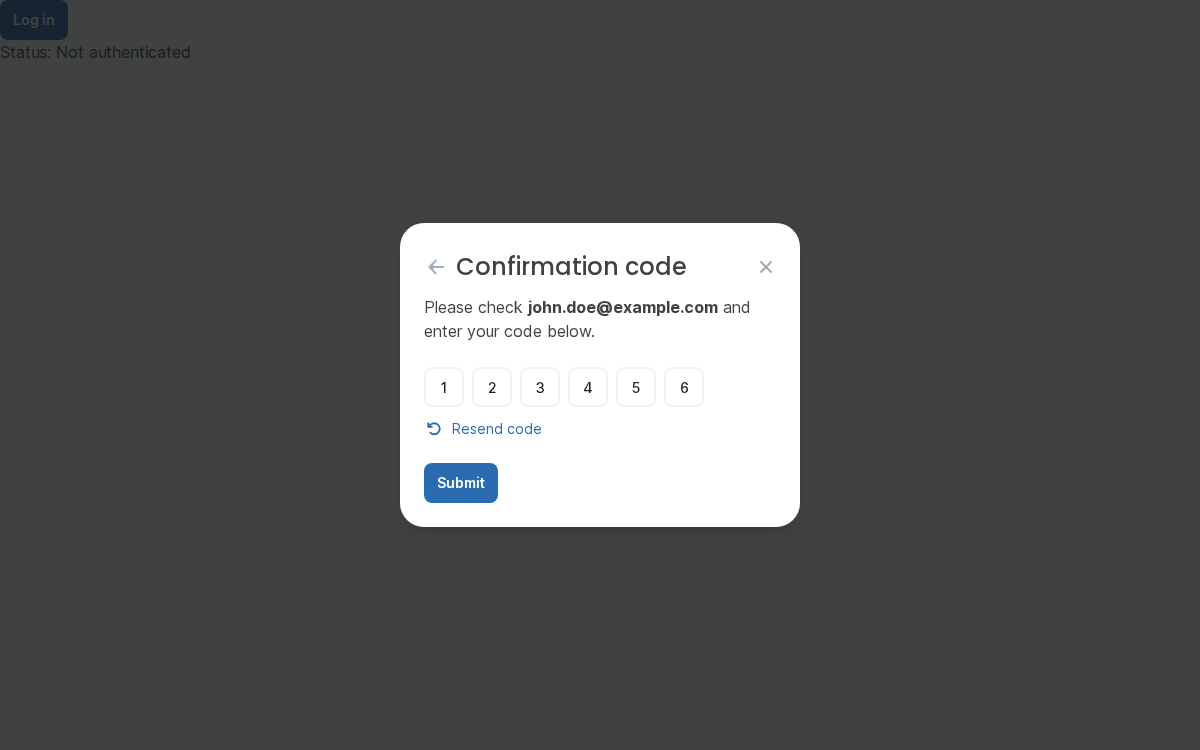 Log in
Status: Not authenticated
Confirmation code
Please check john.doe@example.com and
enter your code below.
1 2 3 4 5 6
Resend code
Submit